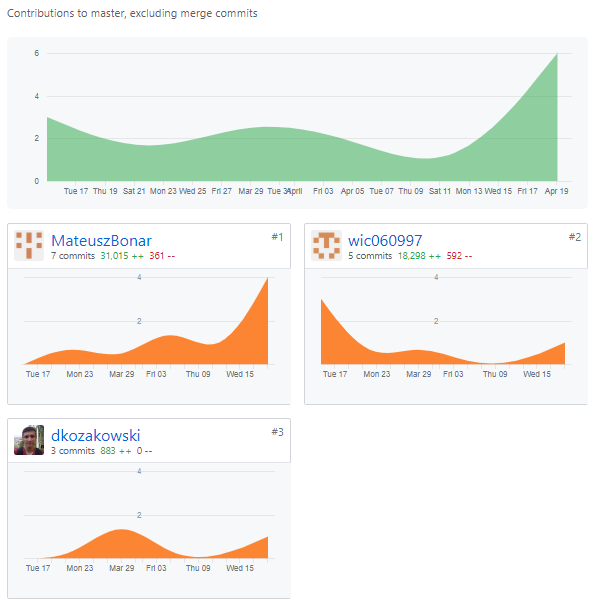 Contributions to master, excluding merge commits
6
4
2
0
Tue 17 Thu 19 Sat 21 Mon 23 Wed 25 Fri 27 Mar 29 Tue 31 April Fri 03 Apr 05 Tue 07 Thu 09 Sat 11 Mon 13 Wed 15 Fri 17 Apr 19
MateuszBonar #1
7 commits 31,015 ++ 361 --
4
2
Tue 17 Mon 23 Mar 29 Fri 03 Thu 09 Wed 15
wic060997 #2
5 commits 18,298 ++ 592 --
4
2
Tue 17 Mon 23 Mar 29 Fri 03 Thu 09 Wed 15
dkozakowski #3
3 commits 883 ++ 0 --
4
2
Tue 17 Mon 23 Mar 29 Fri 03 Thu 09 Wed 15